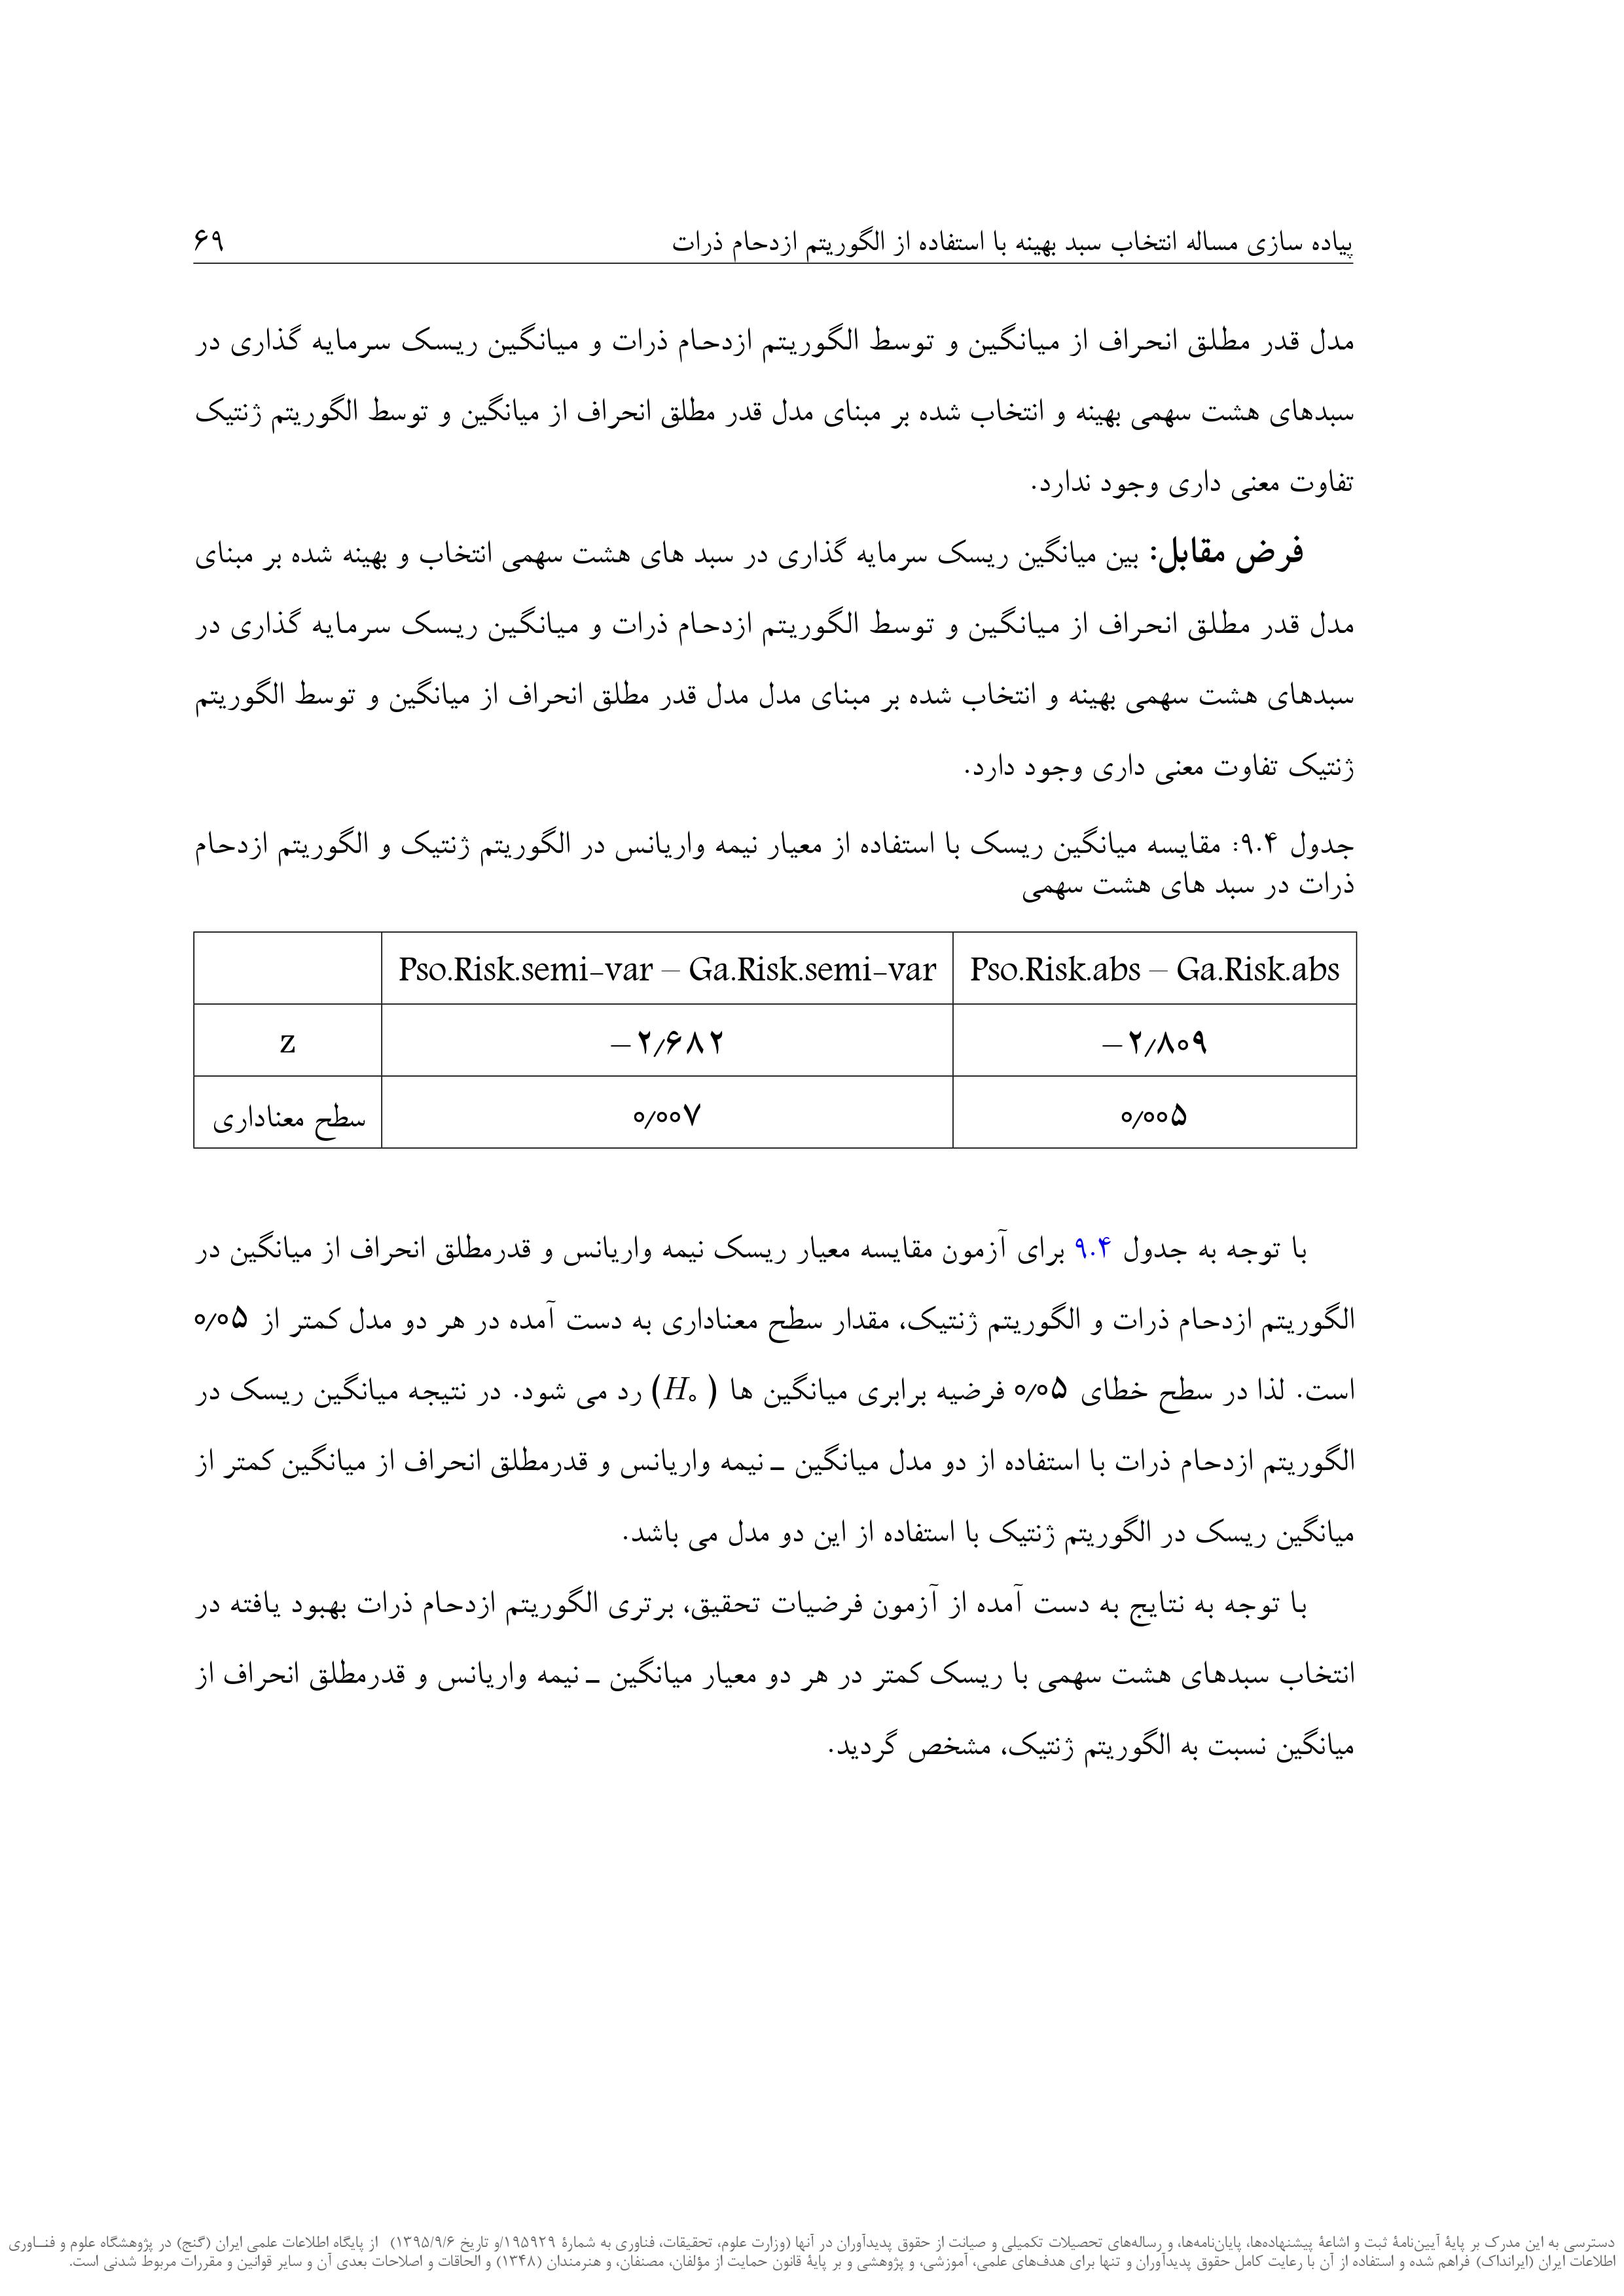 پیاده سازی مساله انتخاب سبد بهینه با استفاده از الگوریتم ازدحام ذرات ۶۹
مدل قدر مطلق انحراف از میانگین و توسط الگوریتم ازدحام ذرات و میانگین ریسک سرمایه گذاری در
سبدهای هشت سهمی بهینه و انتخاب شده بر مبنای مدل قدر مطلق انحراف از میانگین و توسط الگوریتم ژنتیک
تفاوت معنی داری وجود ندارد.
فرض مقابل: بین میانگین ریسک سرمایه گذاری در سبد های هشت سهمی انتخاب و بهینه شده بر مبنای
مدل قدر مطلق انحراف از میانگین و توسط الگوریتم ازدحام ذرات و میانگین ریسک سرمایه گذاری در
سبدهای هشت سهمی بهینه و انتخاب شده بر مبنای مدل مدل قدر مطلق انحراف از میانگین و توسط الگوریتم
ژنتیک تفاوت معنی داری وجود دارد.
جدول ۹.۴: مقایسه میانگین ریسک با استفاده از معیار نیمه واریانس در الگوریتم ژنتیک و الگوریتم ازدحام
ذرات در سبد های هشت سهمی
Pso.Risk.semi-var – Ga.Risk.semi-var Pso.Risk.abs – Ga.Risk.abs
z −۲٫۶۸۲ −۲٫۸۰۹
سطح معناداری ۰٫۰۰۷ ۰٫۰۰۵
با توجه به جدول ۹.۴ برای آزمون مقایسه معیار ریسک نیمه واریانس و قدرمطلق انحراف از میانگین در
الگوریتم ازدحام ذرات و الگوریتم ژنتیک، مقدار سطح معناداری به دست آمده در هر دو مدل کمتر از ۰٫۰۵
است. لذا در سطح خطای ۰٫۰۵ فرضیه برابری میانگین ها (H۰) رد می شود. در نتیجه میانگین ریسک در
الگوریتم ازدحام ذرات با استفاده از دو مدل میانگین ـ نیمه واریانس و قدرمطلق انحراف از میانگین کمتر از
میانگین ریسک در الگوریتم ژنتیک با استفاده از این دو مدل می باشد.
با توجه به نتایج به دست آمده از آزمون فرضیات تحقیق، برتری الگوریتم ازدحام ذرات بهبود یافته در
انتخاب سبدهای هشت سهمی با ریسک کمتر در هر دو معیار میانگین ـ نیمه واریانس و قدرمطلق انحراف از
میانگین نسبت به الگوریتم ژنتیک، مشخص گردید.
دسترسی به این مدرک بر پایهٔ آیین‌نامهٔ ثبت و اشاعهٔ پیشنهاده‌ها، پایان‌نامه‌ها، و رساله‌های تحصیلات تکمیلی و صیانت از حقوق پدیدآوران در آنها (وزارت علوم، تحقیقات، فناوری به شمارهٔ ۱۹۵۹۲۹/و تاریخ ۱۳۹۵/۹/۶) از پایگاه اطلاعات علمی ایران (گنج) در پژوهشگاه علوم و فنــاوری
اطلاعات ایران (ایرانداک) فراهم شده و استفاده از آن با رعایت کامل حقوق پدیدآوران و تنها برای هدف‌های علمی، آموزشی، و پژوهشی و بر پایهٔ قانون حمایت از مؤلفان، مصنفان، و هنرمندان (۱۳۴۸) و الحاقات و اصلاحات بعدی آن و سایر قوانین و مقررات مربوط شدنی است.